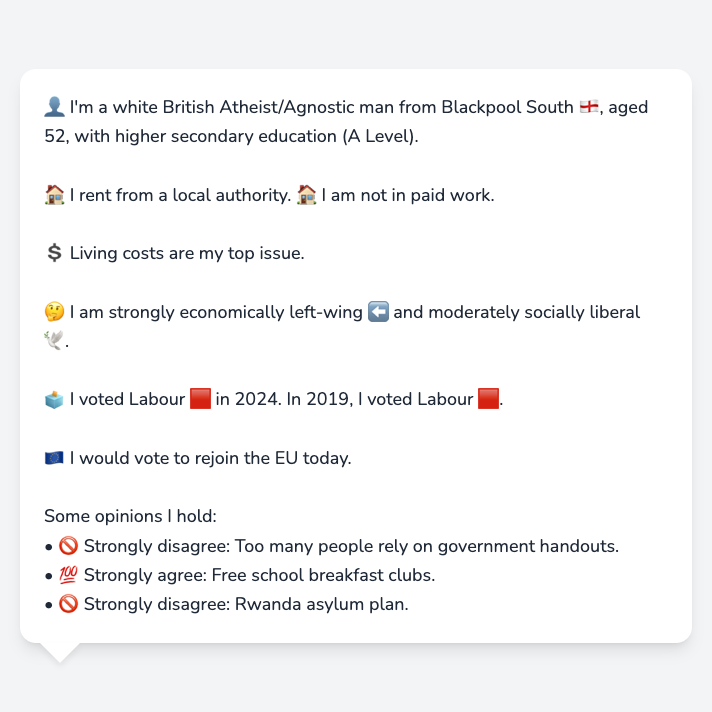 👤 I'm a white British Atheist/Agnostic man from Blackpool South 🏴󠁧󠁢󠁥󠁮󠁧󠁿, aged
52, with higher secondary education (A Level).
🏠 I rent from a local authority. 🏠 I am not in paid work.
💲 Living costs are my top issue.
🤔 I am strongly economically left-wing ⬅️ and moderately socially liberal
🕊️.
🗳️ I voted Labour 🟥 in 2024. In 2019, I voted Labour 🟥.
🇪🇺 I would vote to rejoin the EU today.
Some opinions I hold:
• 🚫 Strongly disagree: Too many people rely on government handouts.
• 💯 Strongly agree: Free school breakfast clubs.
• 🚫 Strongly disagree: Rwanda asylum plan.